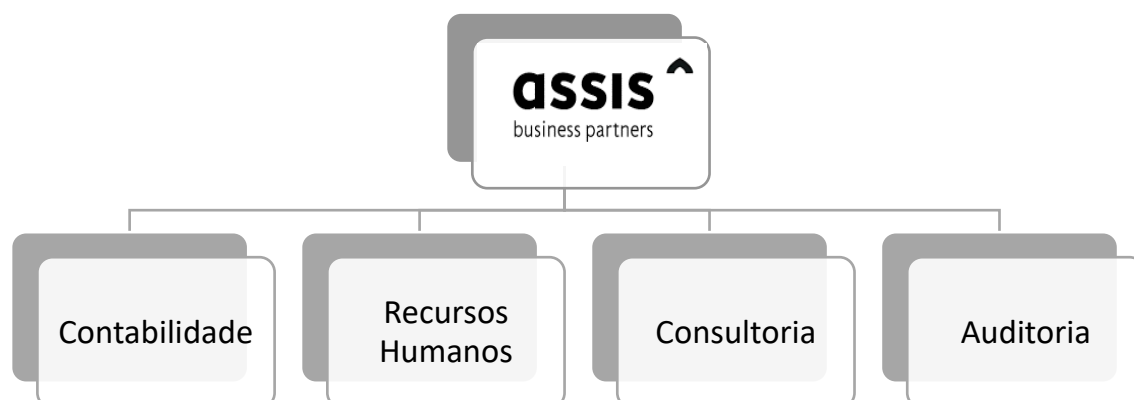 assis
business partners
Contabilidade
Recursos
Humanos
Consultoria
Auditoria